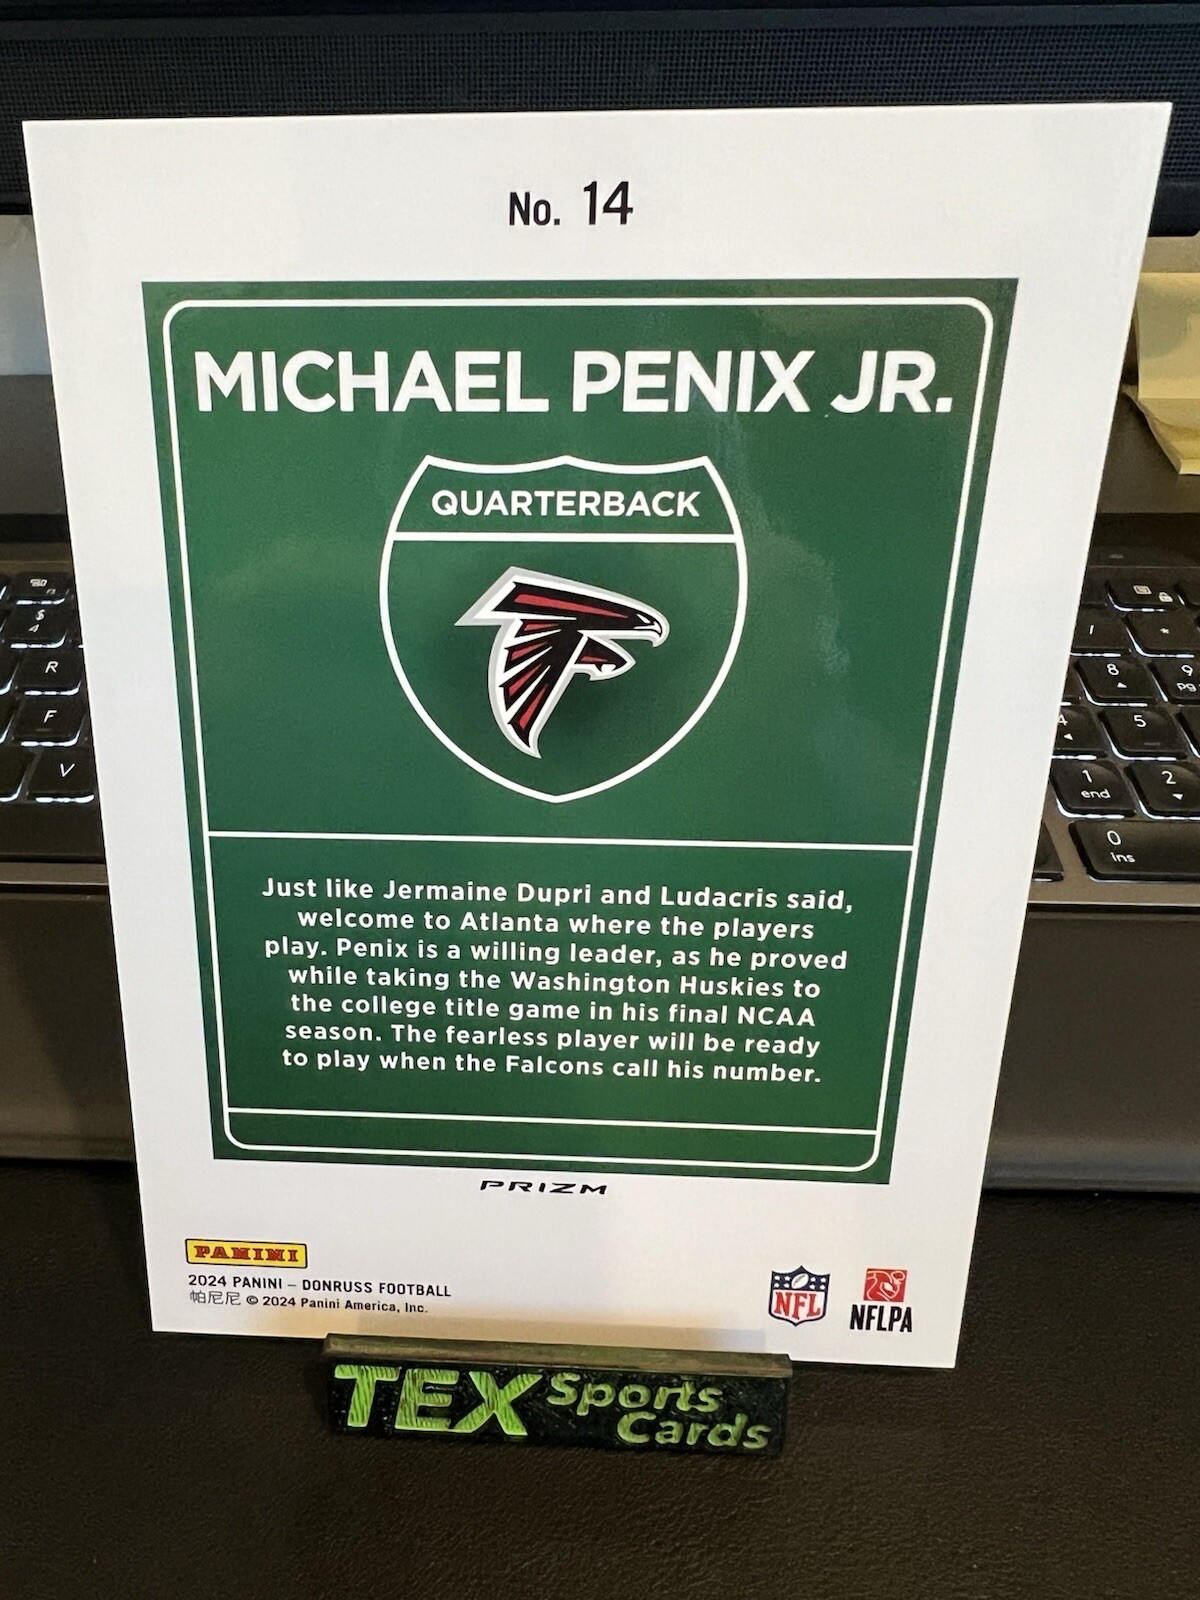 No. 14
MICHAEL PENIX JR.
QUARTERBACK
Just like Jermaine Dupri and Ludacris said,
welcome to Atlanta where the players
play. Penix is a willing leader, as he proved
while taking the Washington Huskies to
the college title game in his final NCAA
season. The fearless player will be ready
to play when the Falcons call his number.
PRIZM
PANINI
2024 PANINI – DONRUSS FOOTBALL
帕尼尼 © 2024 Panini America, Inc.
NFL
NFLPA
TEX Sports
Cards
$
4
R
F
V
8
9
pg
4
5
1
end
2
0
Ins